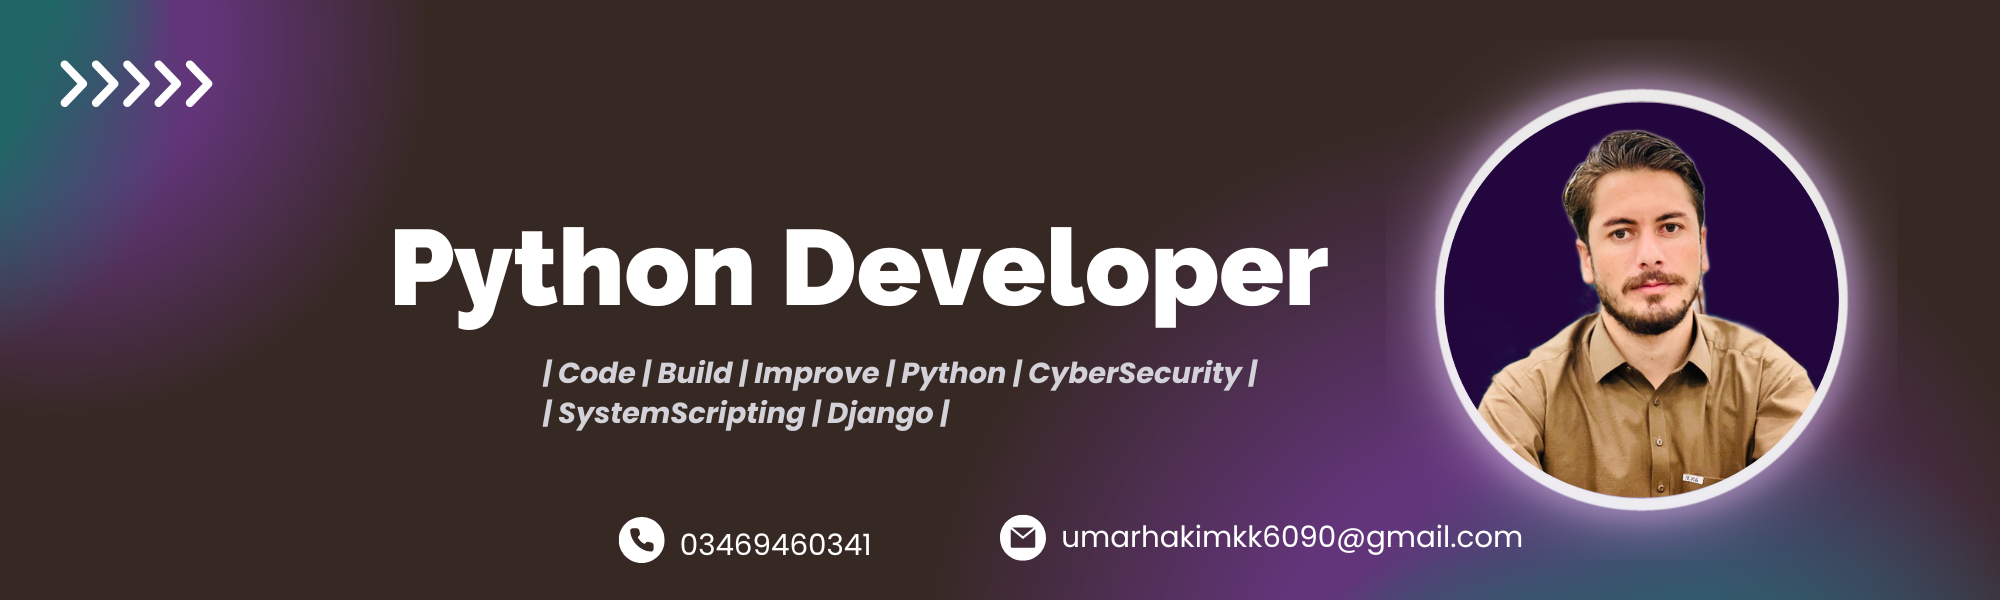 Python Developer
| Code | Build | Improve | Python | CyberSecurity |
| SystemScripting | Django |
03469460341
umarhakimkk6090@gmail.com